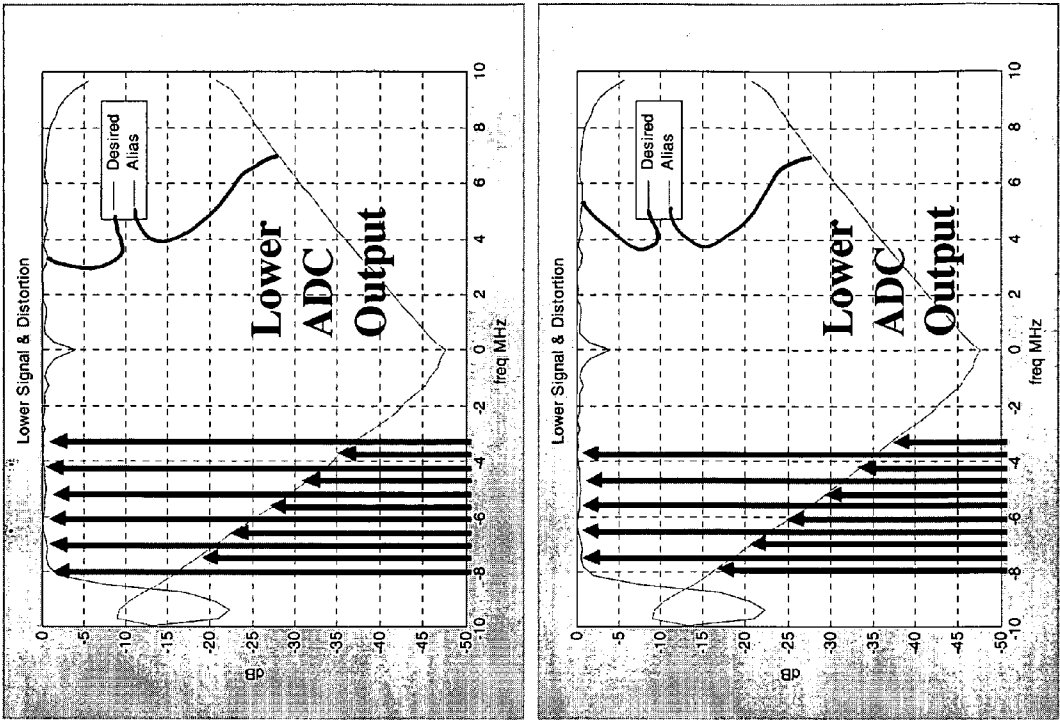 Lower Signal & Distortion
0
-5
-10
-15
-20
-25
-30
-35
-40
-45
-50
dB
Desired
Alias
Lower
ADC
Output
-10
-8
-6
-4
-2
0
2
4
6
8
10
freq MHz
Lower Signal & Distortion
0
-5
-10
-15
-20
-25
-30
-35
-40
-45
-50
dB
Desired
Alias
Lower
ADC
Output
-10
-8
-6
-4
-2
0
2
4
6
8
10
freq MHz